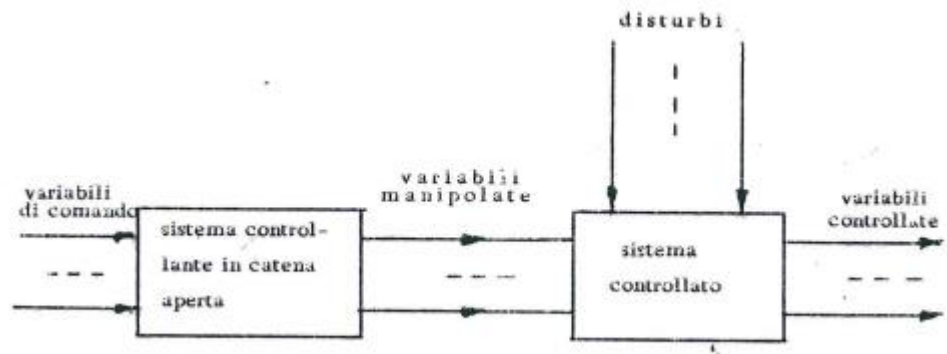 disturbi
variabili
di comando
variabili
manipolate
variabili
controllate
sistema control-
lante in catena
aperta
sistema
controllato